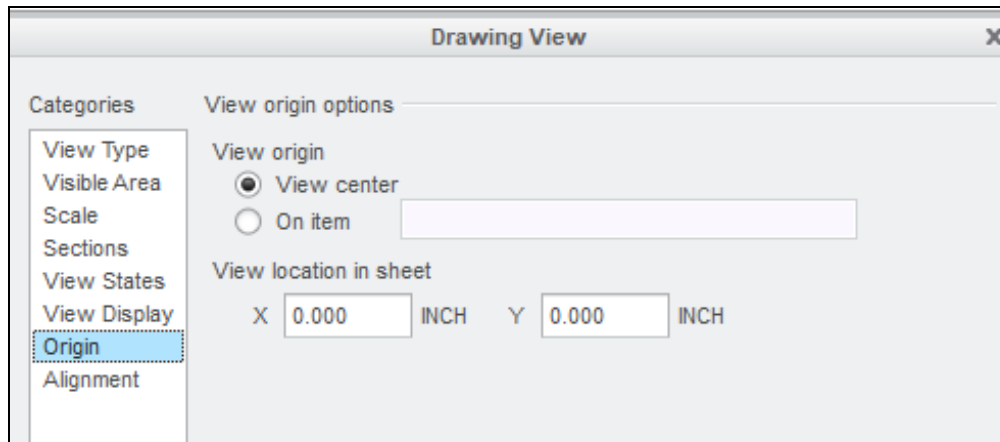 Drawing View X
Categories
View Type
Visible Area
Scale
Sections
View States
View Display
Origin
Alignment
View origin options
View origin
View center
On item
View location in sheet
X 0.000 INCH Y 0.000 INCH